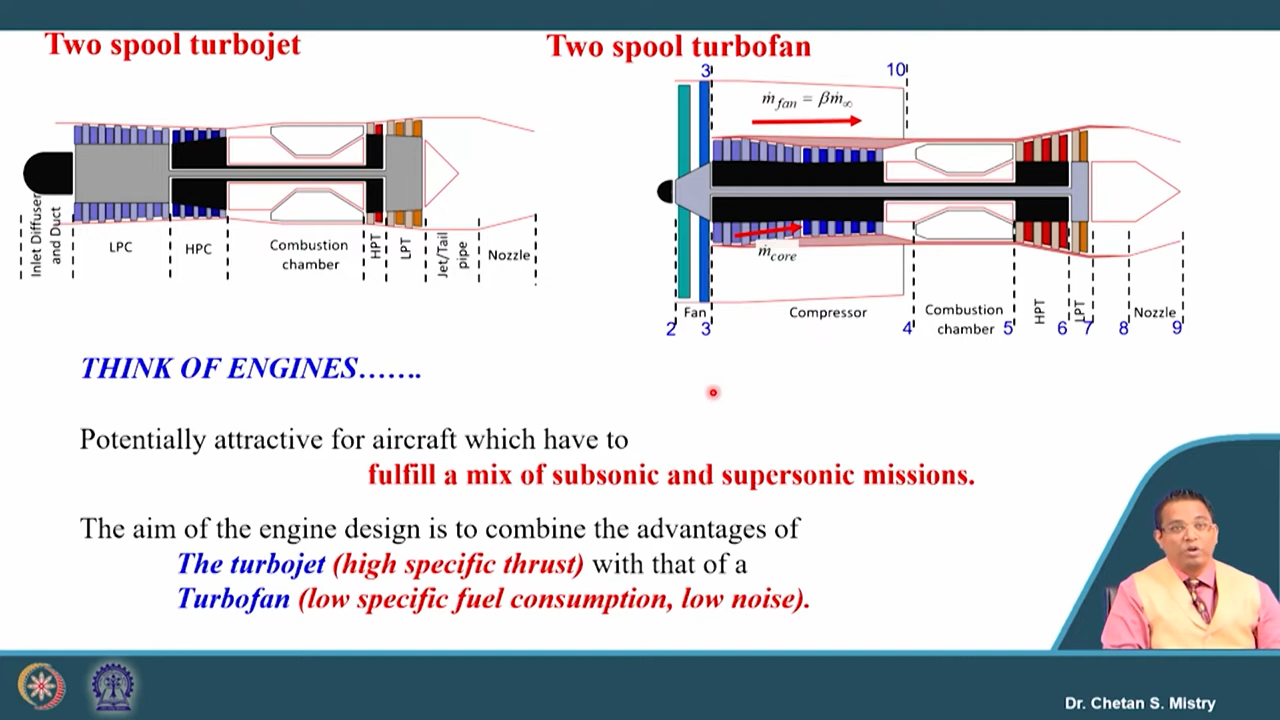 Two spool turbojet
Two spool turbofan
Inlet Diffuser
and Duct
LPC
HPC
Combustion
chamber
HPT
LPT
Jet/Tail
pipe
Nozzle
3
10
ṁ_fan = βṁ_∞
ṁ_core
Fan
Compressor
Combustion
chamber
HPT
LPT
Nozzle
2
3
4
5
6
7
8
9
THINK OF ENGINES…….
Potentially attractive for aircraft which have to
fulfill a mix of subsonic and supersonic missions.
The aim of the engine design is to combine the advantages of
The turbojet (high specific thrust) with that of a
Turbofan (low specific fuel consumption, low noise).
Dr. Chetan S. Mistry